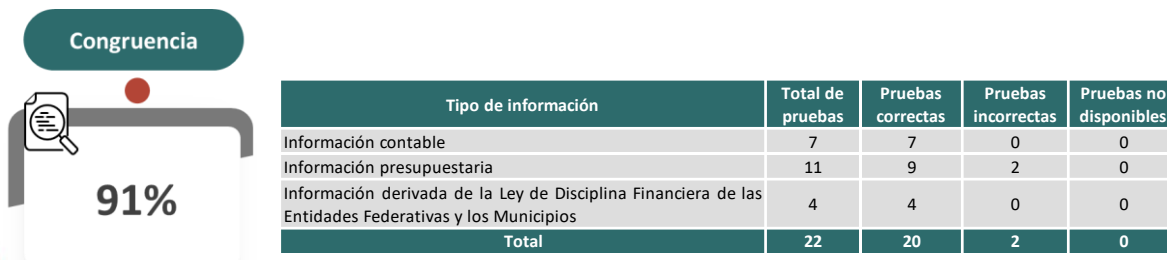 Congruencia
91%
Tipo de información
Total de
pruebas
Pruebas
correctas
Pruebas
incorrectas
Pruebas no
disponibles
Información contable 7 7 0 0
Información presupuestaria 11 9 2 0
Información derivada de la Ley de Disciplina Financiera de las
Entidades Federativas y los Municipios
4 4 0 0
Total 22 20 2 0